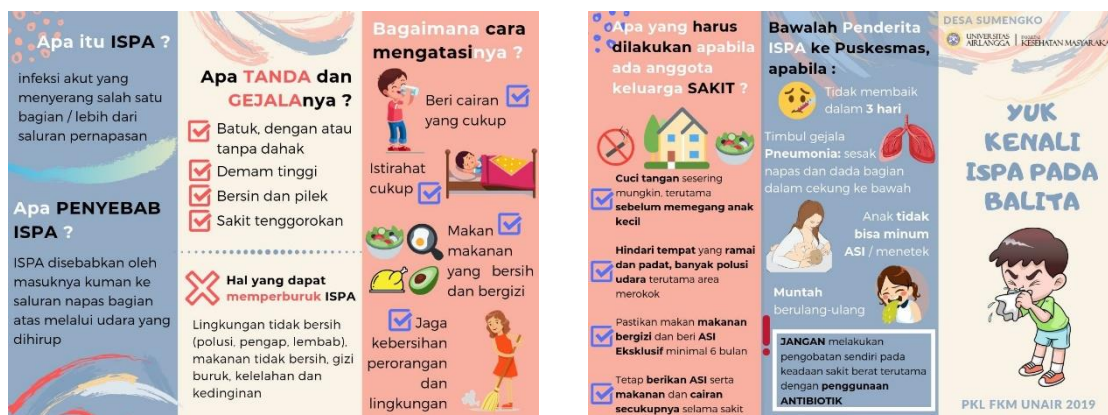 Apa itu ISPA ?
infeksi akut yang
menyerang salah satu
bagian / lebih dari
saluran pernapasan
Apa PENYEBAB
ISPA ?
ISPA disebabkan oleh
masuknya kuman ke
saluran napas bagian
atas melalui udara yang
dihirup
Apa TANDA dan
GEJALAnya ?
Batuk, dengan atau
tanpa dahak
Demam tinggi
Bersin dan pilek
Sakit tenggorokan
Hal yang dapat
memperburuk ISPA
Lingkungan tidak bersih
(polusi, pengap, lembab),
makanan tidak bersih, gizi
buruk, kelelahan dan
kedinginan
Bagaimana cara
mengatasinya ?
Beri cairan
yang cukup
Istirahat
cukup
Makan
makanan
yang bersih
dan bergizi
Jaga
kebersihan
perorangan
dan
lingkungan
Apa yang harus
dilakukan apabila
ada anggota
keluarga SAKIT ?
Cuci tangan sesering
mungkin, terutama
sebelum memegang anak
kecil
Hindari tempat yang ramai
dan padat, banyak polusi
udara terutama area
merokok
Pastikan makan makanan
bergizi dan beri ASI
Eksklusif minimal 6 bulan
Tetap berikan ASI serta
makanan dan cairan
secukupnya selama sakit
Bawalah Penderita
ISPA ke Puskesmas,
apabila :
Tidak membaik
dalam 3 hari
Timbul gejala
Pneumonia: sesak
napas dan dada bagian
dalam cekung ke bawah
Anak tidak
bisa minum
ASI / menetek
Muntah
berulang-ulang
JANGAN melakukan
pengobatan sendiri pada
keadaan sakit berat terutama
dengan penggunaan
ANTIBIOTIK
DESA SUMENGKO
UNIVERSITAS
AIRLANGGA
KESEHATAN MASYARAKA
YUK
KENALI
ISPA PADA
BALITA
PKL FKM UNAIR 2019